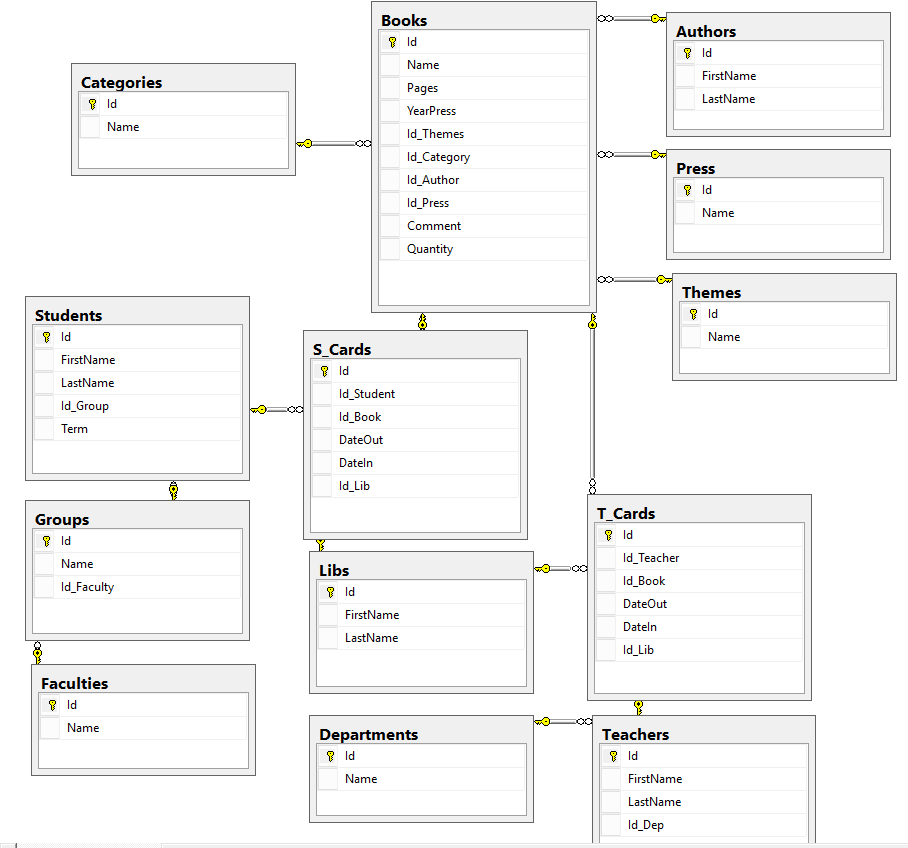 Books
Id
Name
Pages
YearPress
Id_Themes
Id_Category
Id_Author
Id_Press
Comment
Quantity
Authors
Id
FirstName
LastName
Categories
Id
Name
Press
Id
Name
Themes
Id
Name
Students
Id
FirstName
LastName
Id_Group
Term
S_Cards
Id
Id_Student
Id_Book
DateOut
DateIn
Id_Lib
Groups
Id
Name
Id_Faculty
T_Cards
Id
Id_Teacher
Id_Book
DateOut
DateIn
Id_Lib
Libs
Id
FirstName
LastName
Faculties
Id
Name
Departments
Id
Name
Teachers
Id
FirstName
LastName
Id_Dep